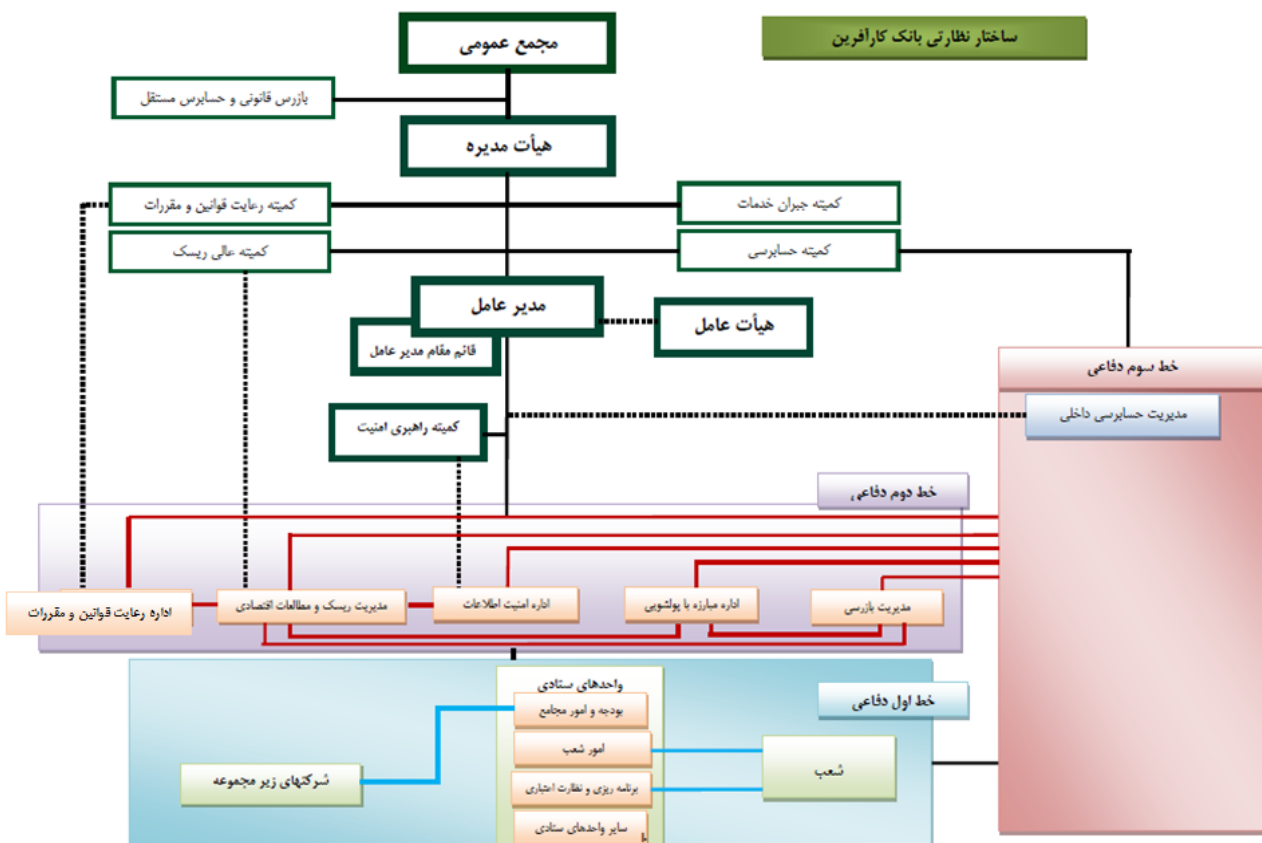 ساختار نظارتی بانک کارآفرین
مجمع عمومی
بازرس قانونی و حسابرس مستقل
هیأت مدیره
کمیته جبران خدمات
کمیته رعایت قوانین و مقررات
کمیته حسابرسی
کمیته عالی ریسک
مدیر عامل
هیأت عامل
قائم مقام مدیر عامل
خط سوم دفاعی
مدیریت حسابرسی داخلی
کمیته راهبری امنیت
خط دوم دفاعی
مدیریت بازرسی
اداره مبارزه با پولشویی
اداره امنیت اطلاعات
مدیریت ریسک و مطالعات اقتصادی
اداره رعایت قوانین و مقررات
خط اول دفاعی
واحدهای ستادی
بودجه و امور مجامع
امور شعب
شعب
شرکتهای زیر مجموعه
برنامه ریزی و نظارت اعتباری
سایر واحدهای ستادی